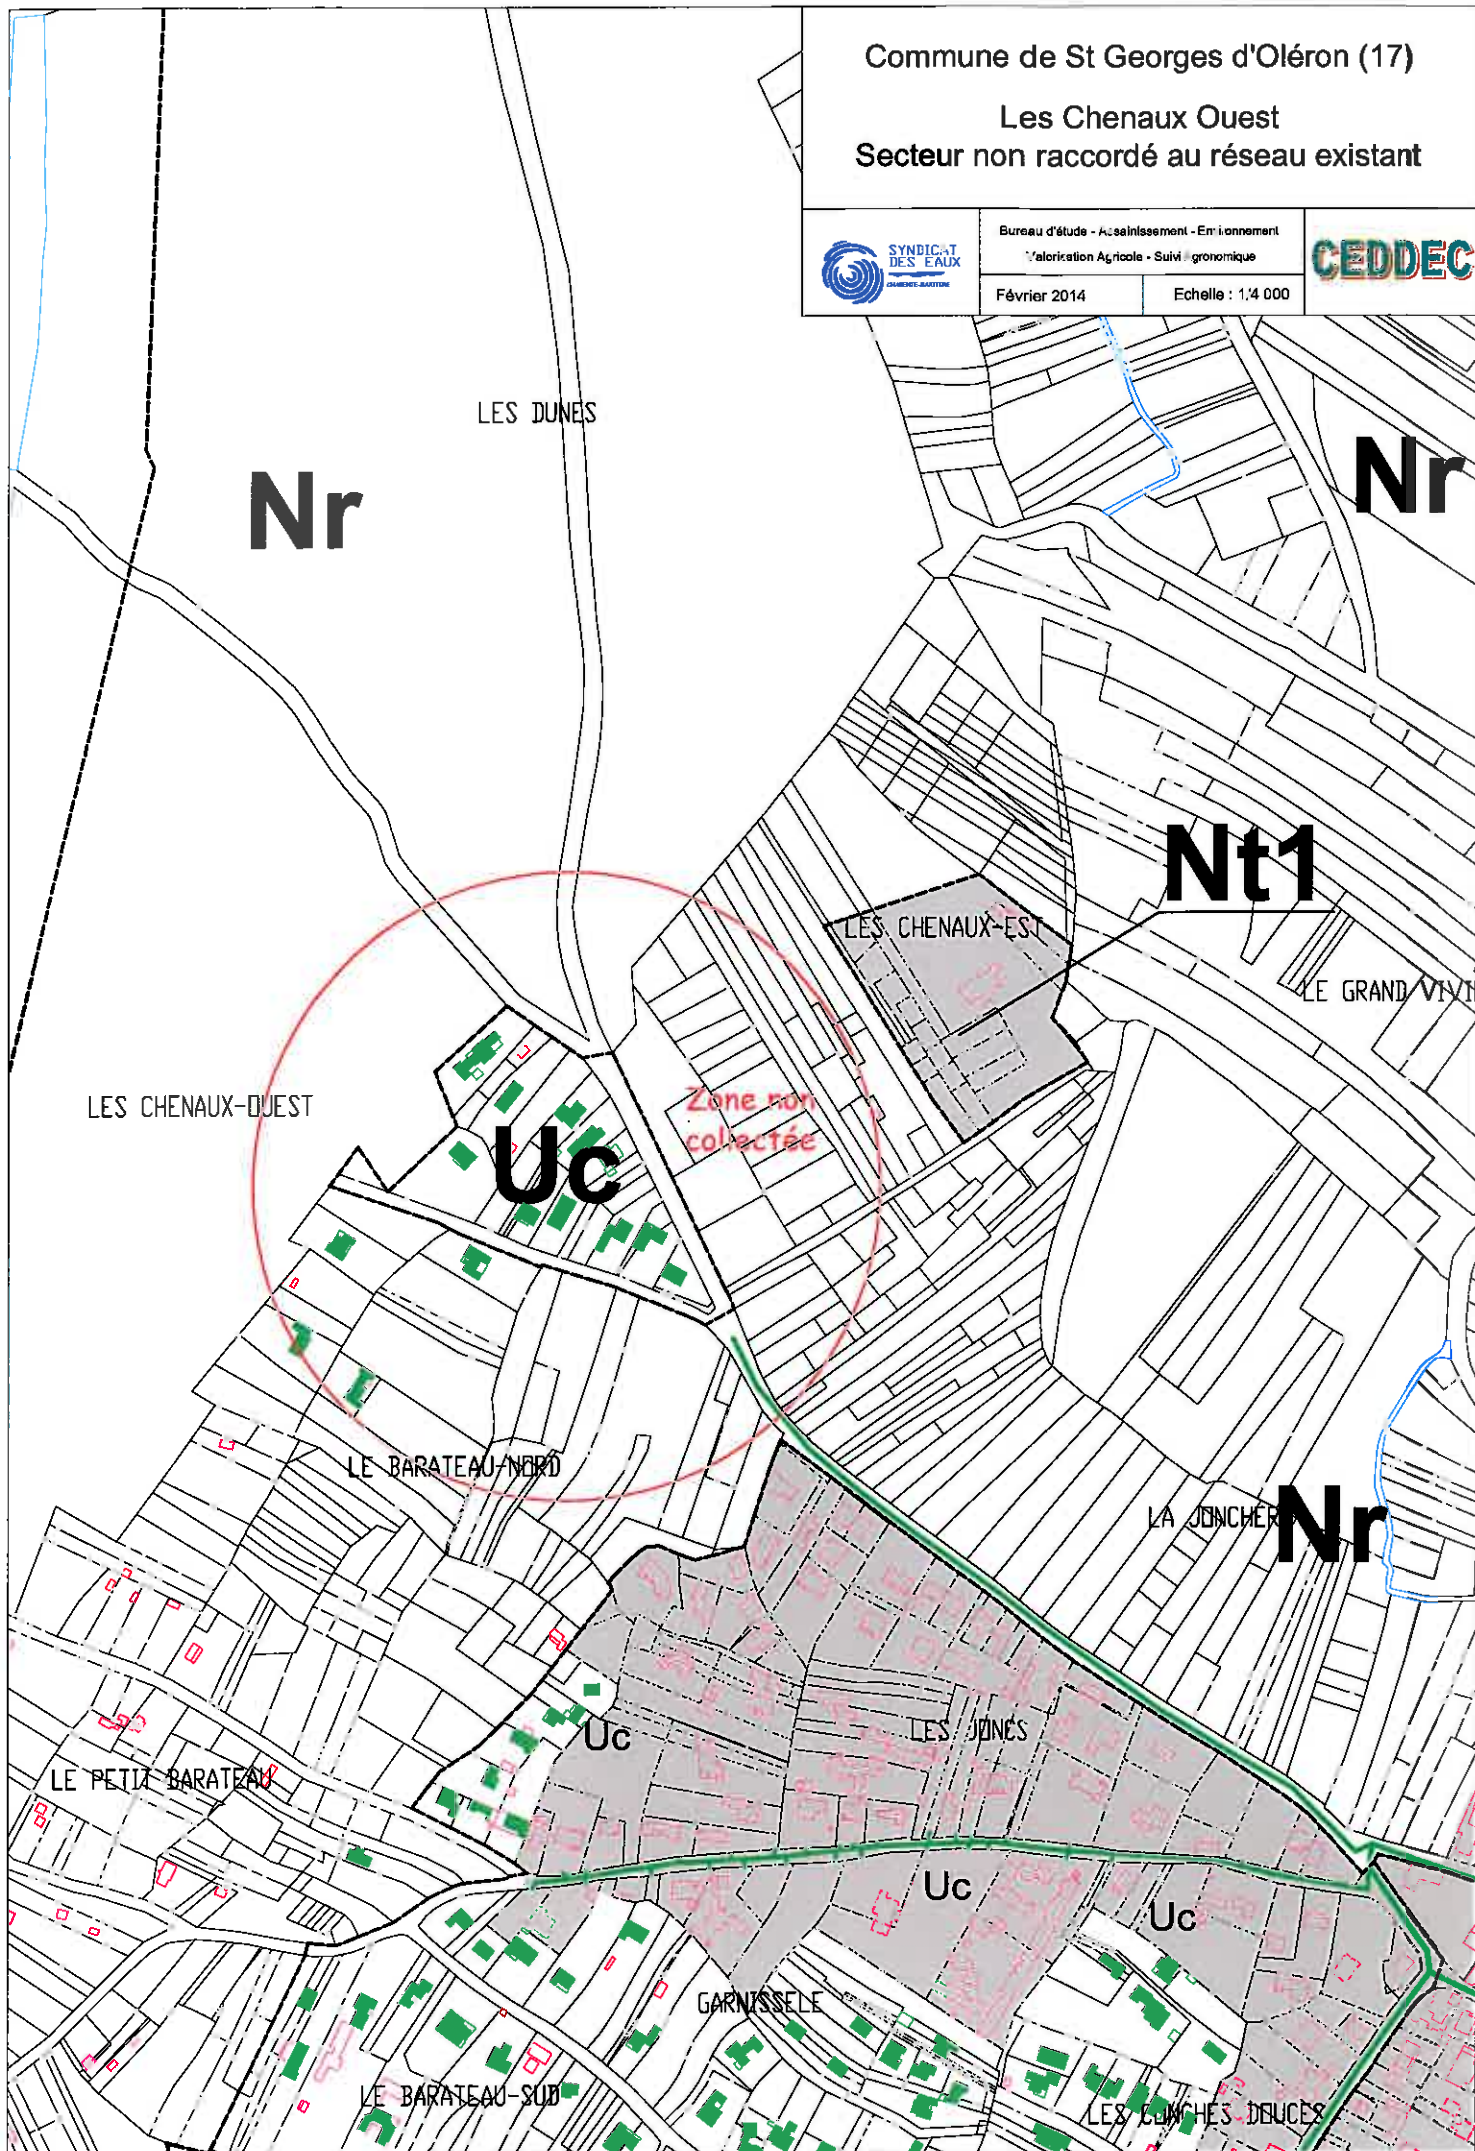 Commune de St Georges d'Oléron (17)
Les Chenaux Ouest
Secteur non raccordé au réseau existant
SYNDICAT
DES EAUX
CHARENTE-MARITIME
Bureau d'étude - Assainissement - Environnement
Valorisation Agricole - Suivi Agronomique
Février 2014
Echelle : 1/4 000
CEDDEC
LES DUNES
Nr
Nr
Nt1
LES CHENAUX-EST
LE GRAND VIVI
LES CHENAUX-OUEST
Zone non
collectée
Uc
LE BARATEAU-NORD
LA JONCHER
Nr
Uc
LES JONCS
LE PETIT BARATEAU
Uc
Uc
GARNISSELE
LE BARATEAU-SUD
LES CONCHES DOUCES